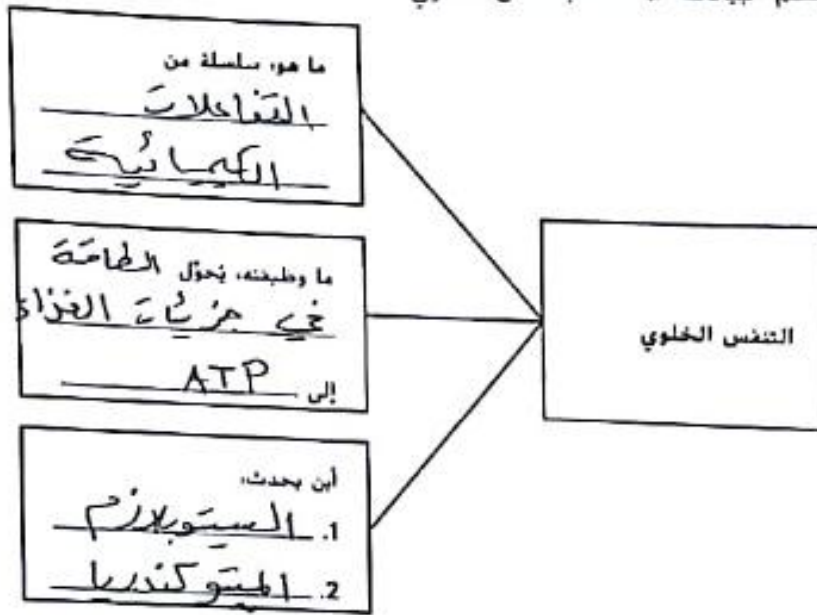 ما هو، سلسلة من
التفاعلات
الكيميائية
ما وظيفته، يُحوّل الطاقة
في جزيئات الغذاء
إلى ATP
أين يحدث،
1. السيتوبلازم
2. الميتوكندريا
التنفس الخلوي